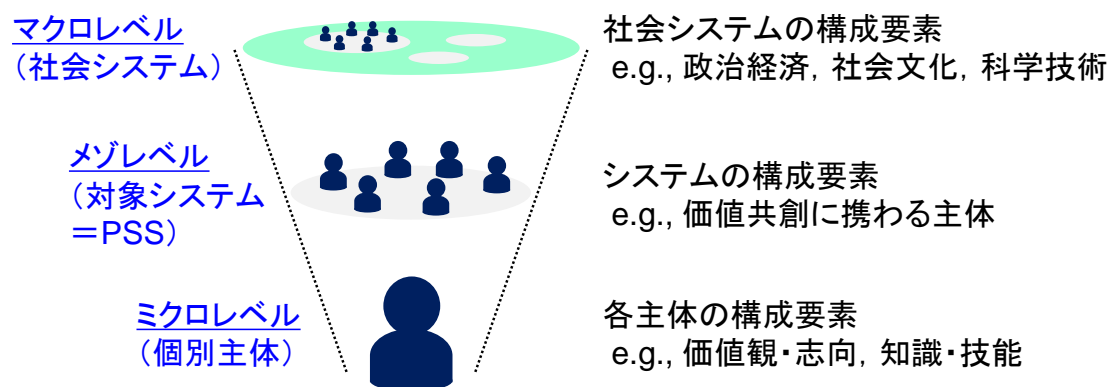 マクロレベル
（社会システム）
社会システムの構成要素
e.g., 政治経済，社会文化，科学技術
メゾレベル
（対象システム
＝PSS）
システムの構成要素
e.g., 価値共創に携わる主体
ミクロレベル
（個別主体）
各主体の構成要素
e.g., 価値観・志向，知識・技能